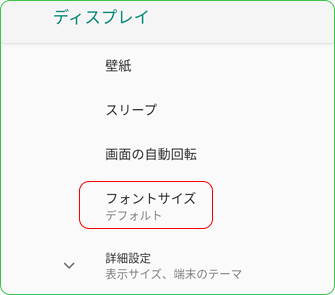 ディスプレイ
壁紙
スリープ
画面の自動回転
フォントサイズ
デフォルト
詳細設定
表示サイズ、端末のテーマ